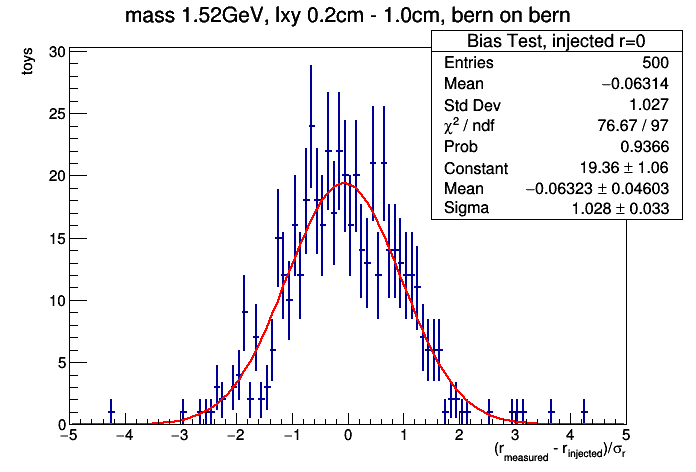 mass 1.52GeV, lxy 0.2cm - 1.0cm, bern on bern
toys
Bias Test, injected r=0
Entries 500
Mean −0.06314
Std Dev 1.027
χ² / ndf 76.67 / 97
Prob 0.9366
Constant 19.36 ± 1.06
Mean −0.06323 ± 0.04603
Sigma 1.028 ± 0.033
30
25
20
15
10
5
0
−5 −4 −3 −2 −1 0 1 2 3 4 5
(r_measured - r_injected)/σ_r